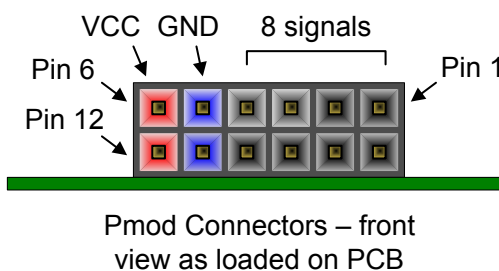 VCC GND 8 signals
Pin 6 Pin 1
Pin 12
Pmod Connectors – front
view as loaded on PCB